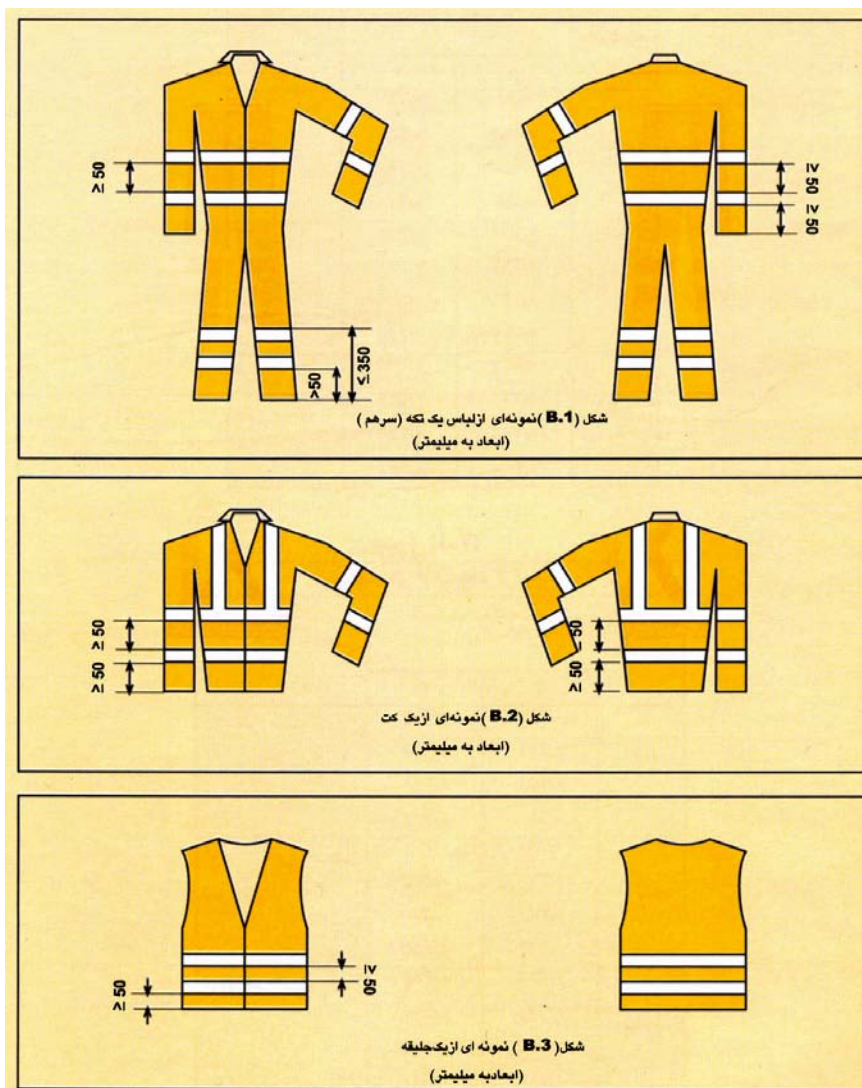 ≥ 50
≥ 50
≥ 50
>50
≤ 350
شکل (B.1) نمونه‌ای ازلباس یک تکه (سرهم )
(ابعاد به میلیمتر)
≥ 50
≥ 50
≥ 50
≥ 50
شکل (B.2) نمونه‌ای ازیک کت
(ابعاد به میلیمتر)
≥ 50
≥ 50
شکل( B.3 ) نمونه ای ازیک‌جلیقه
(ابعادبه میلیمتر)